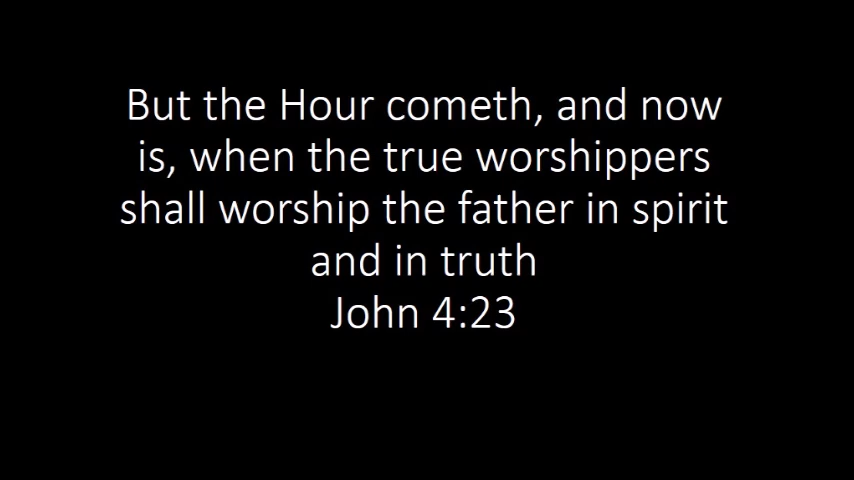 But the Hour cometh, and now
is, when the true worshippers
shall worship the father in spirit
and in truth
John 4:23